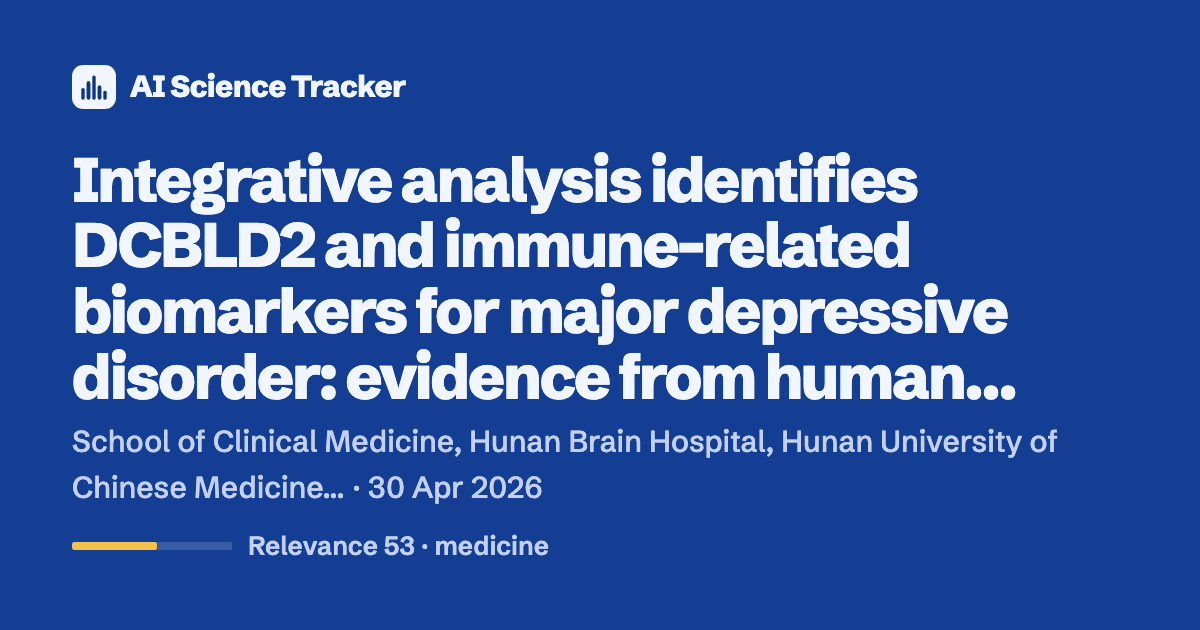 AI Science Tracker
Integrative analysis identifies
DCBLD2 and immune-related
biomarkers for major depressive
disorder: evidence from human...
School of Clinical Medicine, Hunan Brain Hospital, Hunan University of
Chinese Medicine... · 30 Apr 2026
Relevance 53 · medicine